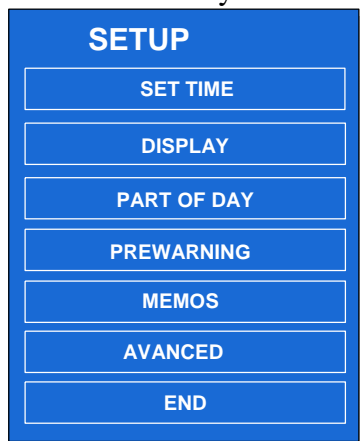 SETUP
SET TIME
DISPLAY
PART OF DAY
PREWARNING
MEMOS
AVANCED
END